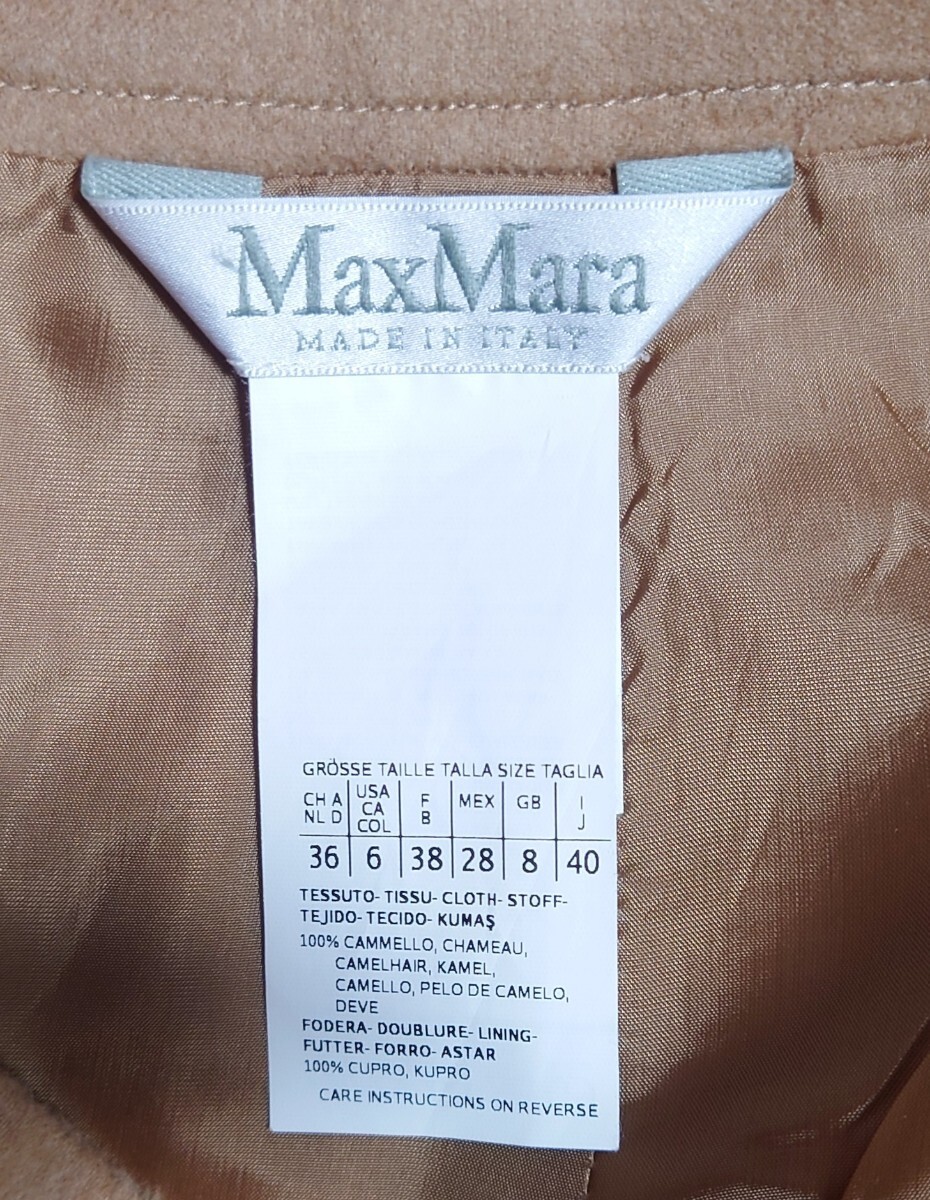 MaxMara
MADE IN ITALY
GRÖSSE TAILLE TALLA SIZE TAGLIA
CH A NL D | USA CA COL | F B | MEX | GB | I J
36 | 6 | 38 | 28 | 8 | 40
TESSUTO- TISSU- CLOTH- STOFF-
TEJIDO- TECIDO- KUMAŞ
100% CAMMELLO, CHAMEAU,
CAMELHAIR, KAMEL,
CAMELLO, PELO DE CAMELO,
DEVE
FODERA- DOUBLURE- LINING-
FUTTER- FORRO- ASTAR
100% CUPRO, KUPRO
CARE INSTRUCTIONS ON REVERSE